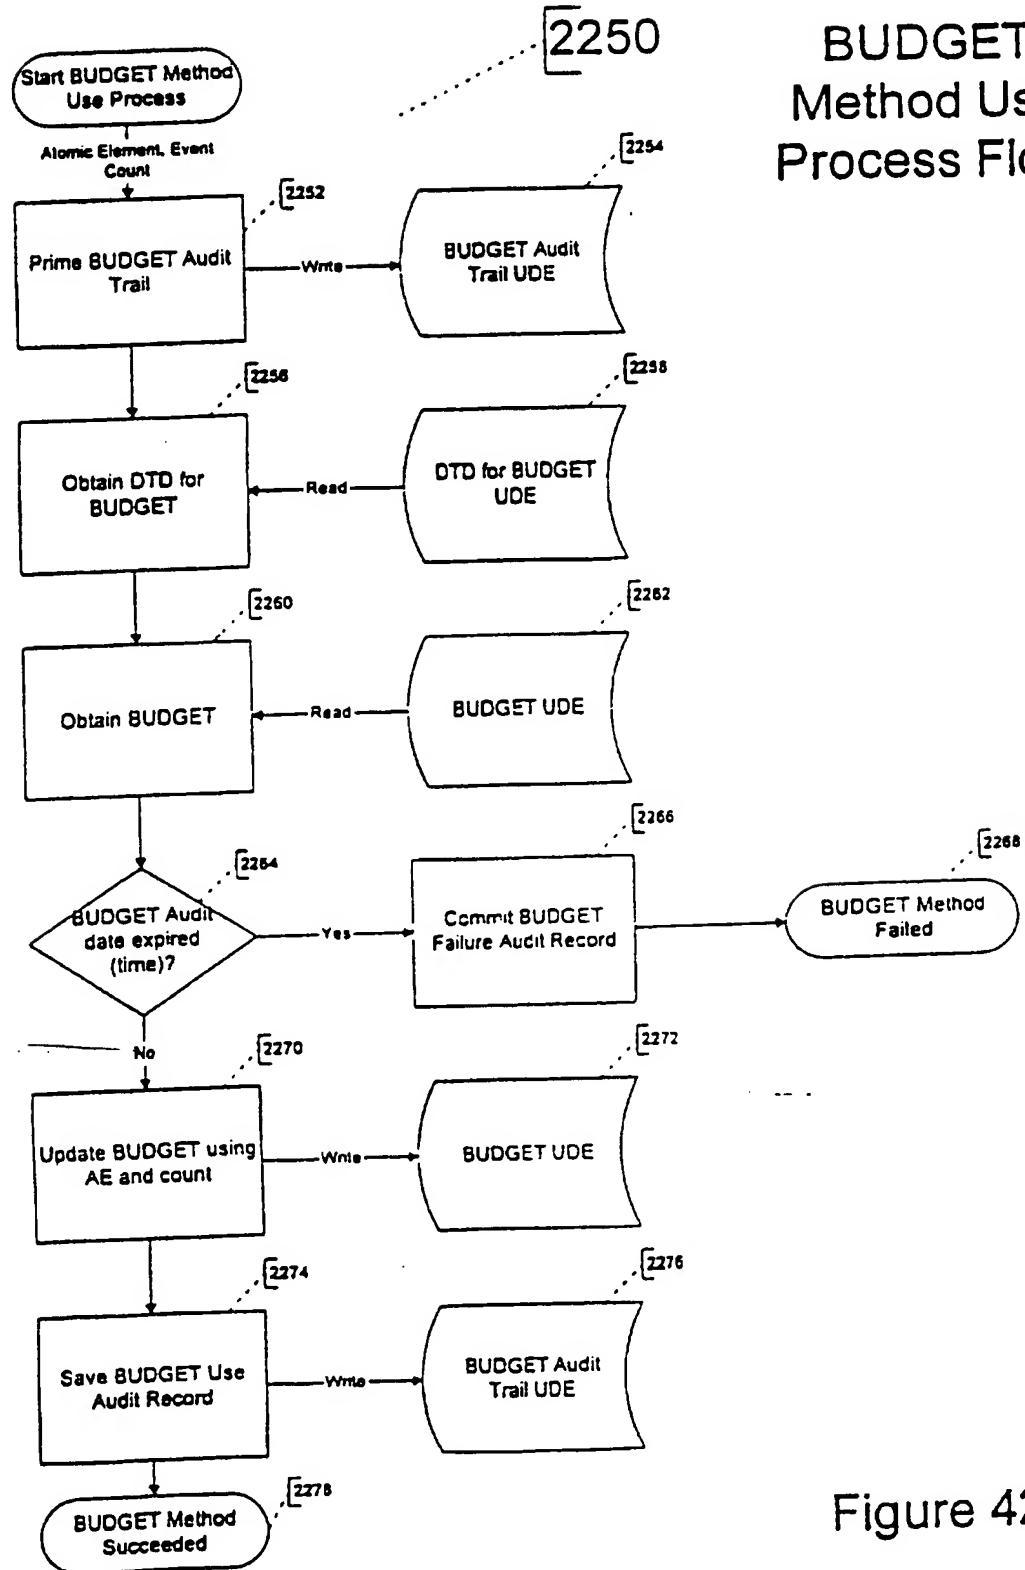 2250
BUDGET
Method Us
Process Flo
Start BUDGET Method
Use Process
Atomic Element, Event
Count
2252
2254
Prime BUDGET Audit
Trail
Write
BUDGET Audit
Trail UDE
2256
2258
Obtain DTD for
BUDGET
Read
DTD for BUDGET
UDE
2260
2262
Obtain BUDGET
Read
BUDGET UDE
2264
2266
2268
BUDGET Audit
date expired
(time)?
Yes
Commit BUDGET
Failure Audit Record
BUDGET Method
Failed
No
2270
2272
Update BUDGET using
AE and count
Write
BUDGET UDE
2274
2276
Save BUDGET Use
Audit Record
Write
BUDGET Audit
Trail UDE
2278
BUDGET Method
Succeeded
Figure 42